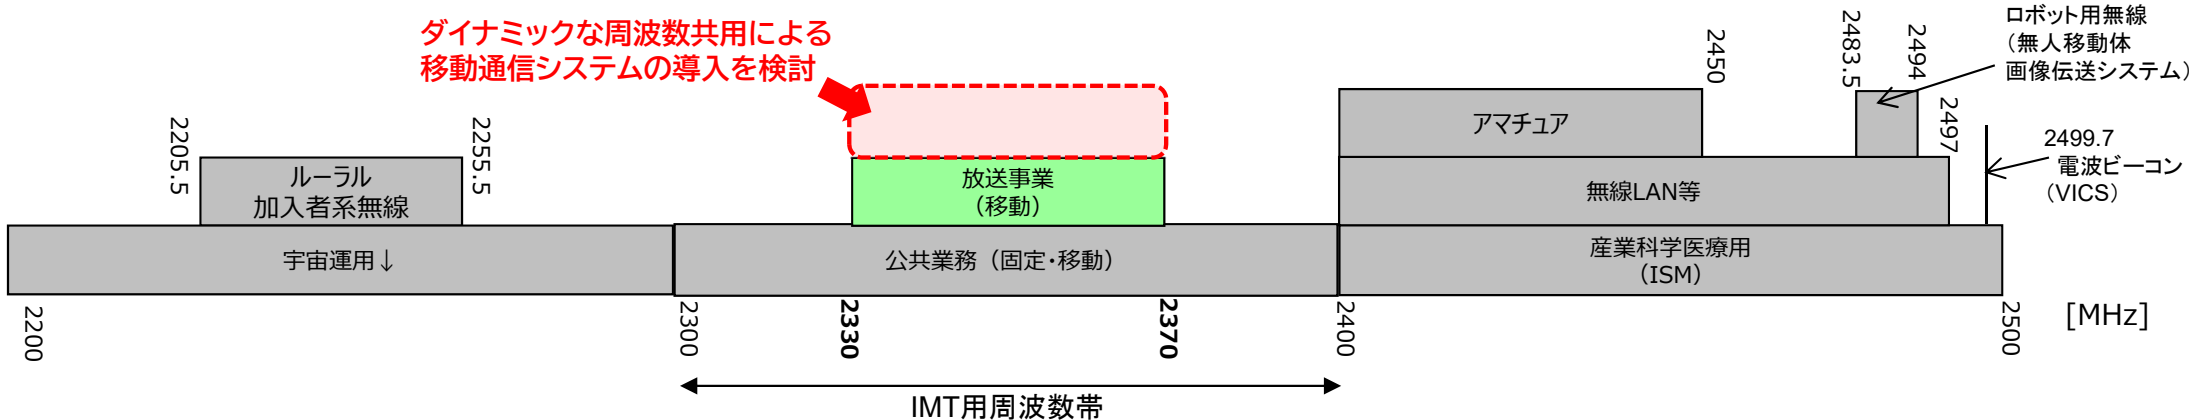 ダイナミックな周波数共用による
移動通信システムの導入を検討
ロボット用無線
（無人移動体
画像伝送システム）
2205.5
2255.5
2450
2483.5
2494
2497
2499.7
電波ビーコン
（VICS）
アマチュア
ルーラル
加入者系無線
放送事業
（移動）
無線LAN等
宇宙運用↓
公共業務（固定・移動）
産業科学医療用
（ISM）
2200
2300
2330
2370
2400
2500
[MHz]
IMT用周波数帯